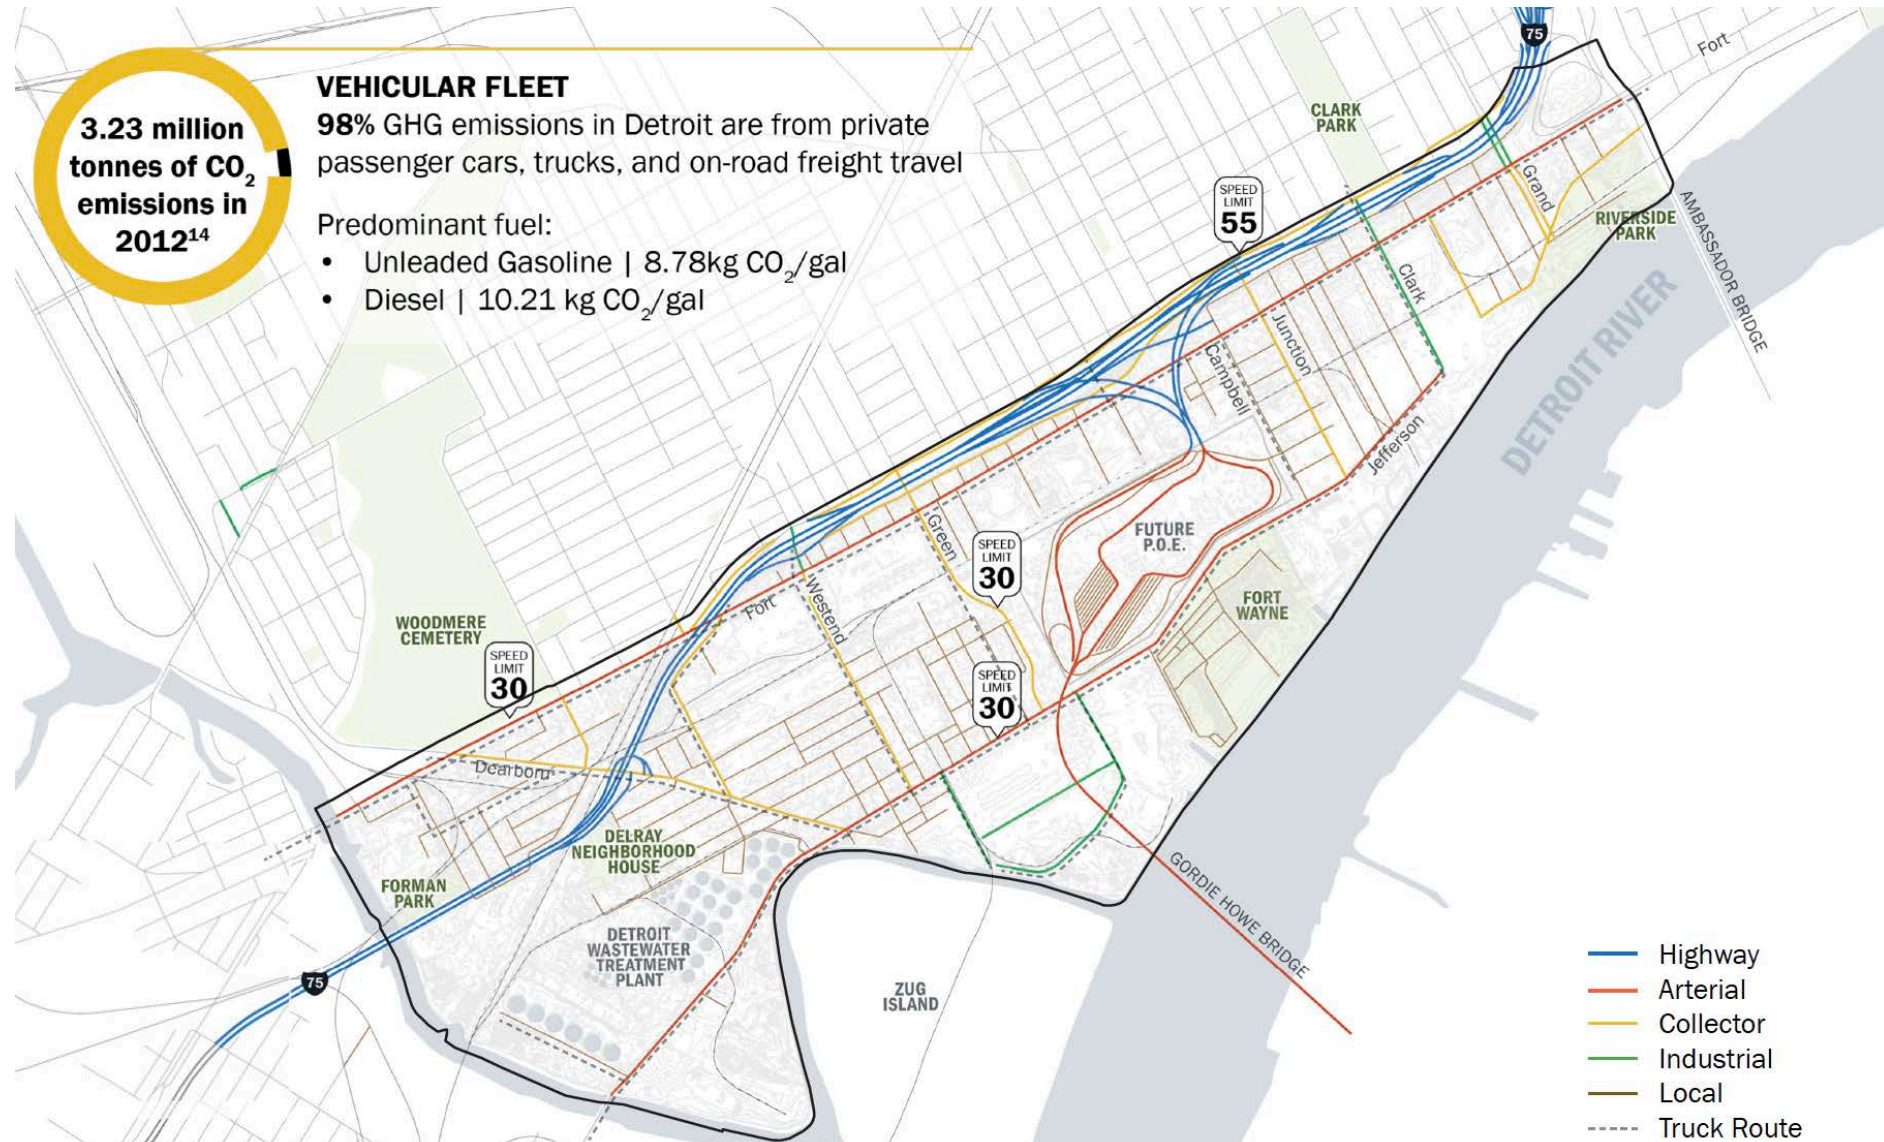 3.23 million
tonnes of CO2
emissions in
2012¹⁴
VEHICULAR FLEET
98% GHG emissions in Detroit are from private
passenger cars, trucks, and on-road freight travel
Predominant fuel:
• Unleaded Gasoline | 8.78kg CO2/gal
• Diesel | 10.21 kg CO2/gal
75
Fort
CLARK
PARK
Grand
SPEED
LIMIT
55
RIVERSIDE
PARK
AMBASSADOR BRIDGE
Clark
DETROIT RIVER
Junction
Campbell
Jefferson
Green
FUTURE
P.O.E.
SPEED
LIMIT
30
FORT
WAYNE
Westend
Fort
WOODMERE
CEMETERY
SPEED
LIMIT
30
SPEED
LIMIT
30
Dearborn
DELRAY
NEIGHBORHOOD
HOUSE
FORMAN
PARK
GORDIE HOWE BRIDGE
DETROIT
WASTEWATER
TREATMENT
PLANT
75
ZUG
ISLAND
Highway
Arterial
Collector
Industrial
Local
Truck Route